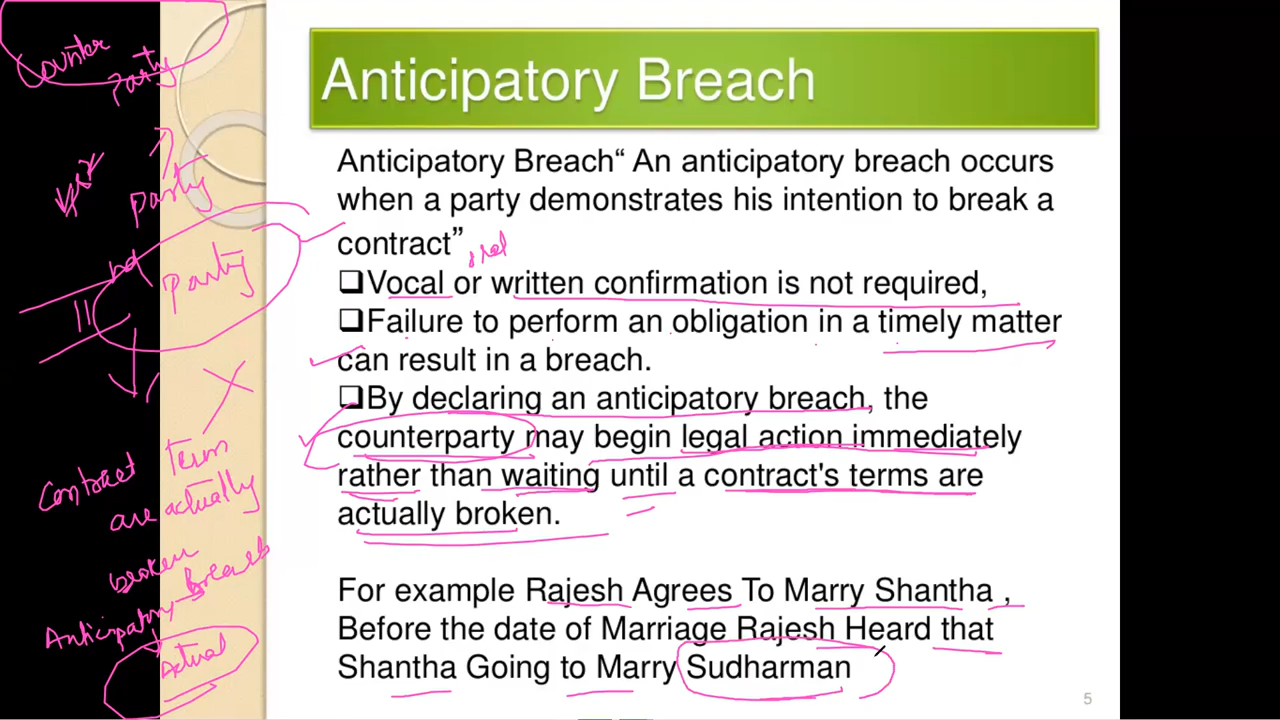 Anticipatory Breach
Anticipatory Breach“ An anticipatory breach occurs
when a party demonstrates his intention to break a
contract”
❑Vocal or written confirmation is not required,
❑Failure to perform an obligation in a timely matter
can result in a breach.
❑By declaring an anticipatory breach, the
counterparty may begin legal action immediately
rather than waiting until a contract's terms are
actually broken.
For example Rajesh Agrees To Marry Shantha ,
Before the date of Marriage Rajesh Heard that
Shantha Going to Marry Sudharman
5
Counter
party
party
II nd party
Contract term
are actually
broken
Anticipatory breach
Actual